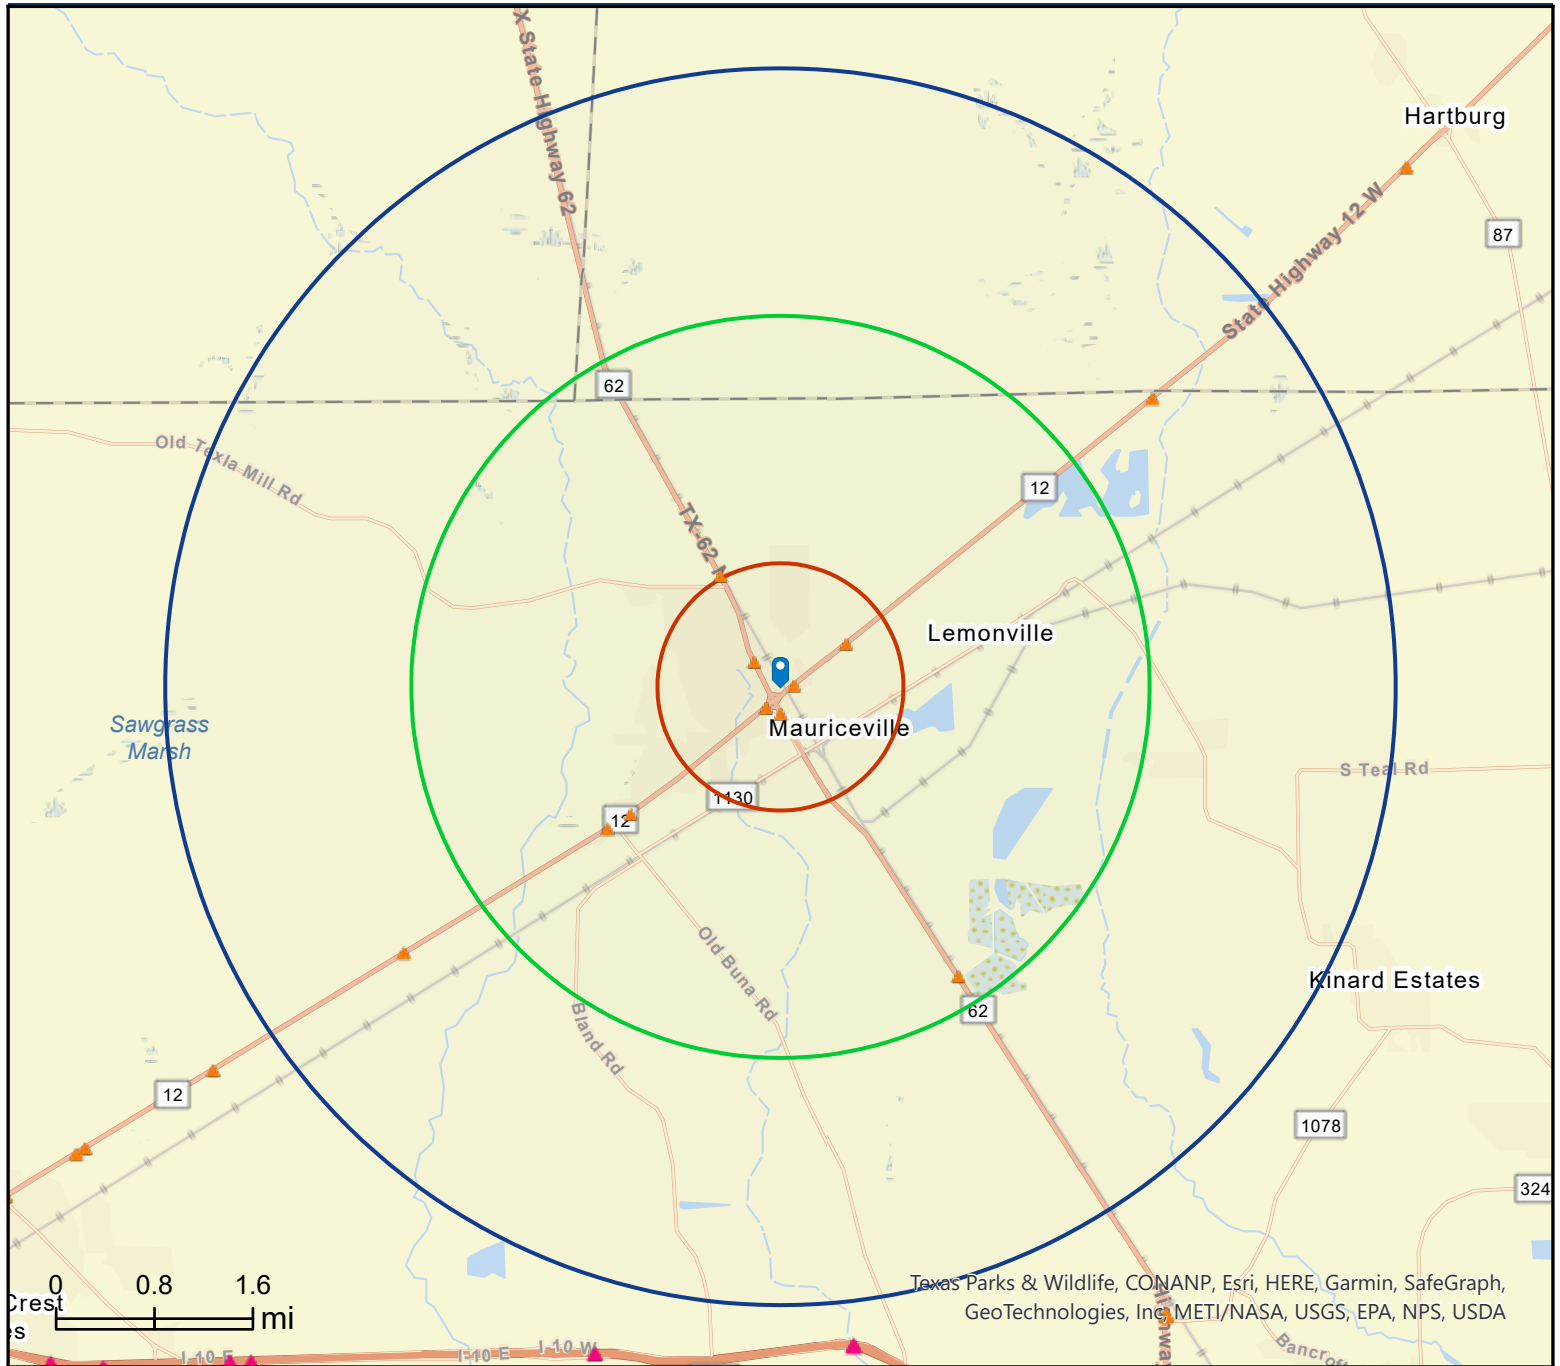 X State Highway 62
Hartburg
State Highway 12 W
87
62
Old Texla Mill Rd
12
TX-62 N
Lemonville
Sawgrass
Marsh
Mauriceville
S Teal Rd
1130
12
Old Buna Rd
Kinard Estates
62
Bland Rd
12
1078
324
0 0.8 1.6
mi
Crest
es
Texas Parks & Wildlife, CONANP, Esri, HERE, Garmin, SafeGraph,
GeoTechnologies, Inc, METI/NASA, USGS, EPA, NPS, USDA
Highway
I-10 E
I-10 E
I-10 W
Bancroft